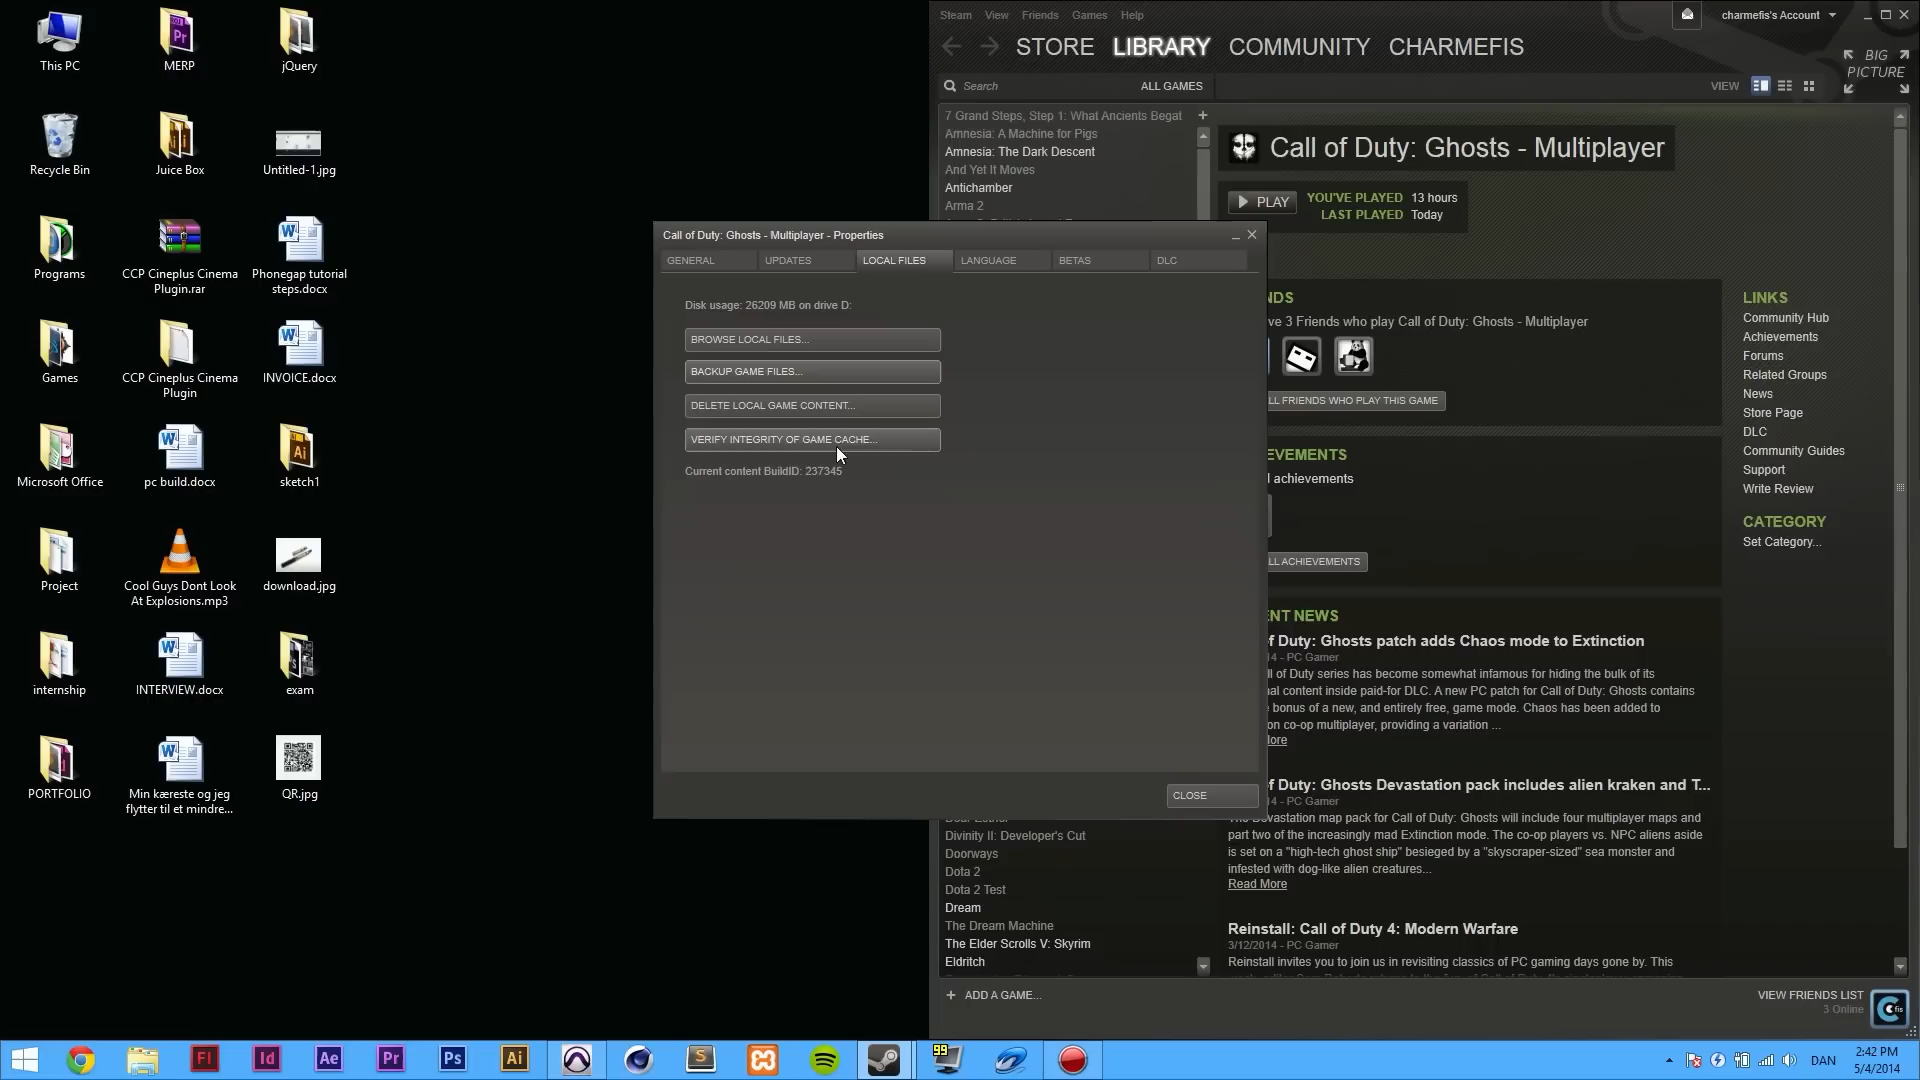 This PC
MERP
jQuery
Recycle Bin
Juice Box
Untitled-1.jpg
Programs
CCP Cineplus Cinema
Plugin.rar
Phonegap tutorial
steps.docx
Games
CCP Cineplus Cinema
Plugin
INVOICE.docx
Microsoft Office
pc build.docx
sketch1
Project
Cool Guys Dont Look
At Explosions.mp3
download.jpg
internship
INTERVIEW.docx
exam
PORTFOLIO
Min kæreste og jeg
flytter til et mindre...
QR.jpg
Steam View Friends Games Help
charmefis's Account
STORE LIBRARY COMMUNITY CHARMEFIS
BIG
PICTURE
Search
ALL GAMES
VIEW
7 Grand Steps, Step 1: What Ancients Begat
Amnesia: A Machine for Pigs
Amnesia: The Dark Descent
And Yet It Moves
Antichamber
Arma 2
Call of Duty: Ghosts - Multiplayer
PLAY
YOU'VE PLAYED 13 hours
LAST PLAYED Today
Call of Duty: Ghosts - Multiplayer - Properties
GENERAL UPDATES LOCAL FILES LANGUAGE BETAS DLC
Disk usage: 26209 MB on drive D:
BROWSE LOCAL FILES...
BACKUP GAME FILES...
DELETE LOCAL GAME CONTENT...
VERIFY INTEGRITY OF GAME CACHE...
Current content BuildID: 237345
CLOSE
NDS
ve 3 Friends who play Call of Duty: Ghosts - Multiplayer
LL FRIENDS WHO PLAY THIS GAME
EVEMENTS
l achievements
LL ACHIEVEMENTS
ENT NEWS
of Duty: Ghosts patch adds Chaos mode to Extinction
14 - PC Gamer
ll of Duty series has become somewhat infamous for hiding the bulk of its
nal content inside paid-for DLC. A new PC patch for Call of Duty: Ghosts contains
e bonus of a new, and entirely free, game mode. Chaos has been added to
on co-op multiplayer, providing a variation ...
lore
of Duty: Ghosts Devastation pack includes alien kraken and T...
14 - PC Gamer
The Devastation map pack for Call of Duty: Ghosts will include four multiplayer maps and
part two of the increasingly mad Extinction mode. The co-op players vs. NPC aliens aside
is set on a "high-tech ghost ship" besieged by a "skyscraper-sized" sea monster and
infested with dog-like alien creatures...
Read More
Reinstall: Call of Duty 4: Modern Warfare
3/12/2014 - PC Gamer
Reinstall invites you to join us in revisiting classics of PC gaming days gone by. This
LINKS
Community Hub
Achievements
Forums
Related Groups
News
Store Page
DLC
Community Guides
Support
Write Review
CATEGORY
Set Category...
Divinity II: Developer's Cut
Doorways
Dota 2
Dota 2 Test
Dream
The Dream Machine
The Elder Scrolls V: Skyrim
Eldritch
+ ADD A GAME...
VIEW FRIENDS LIST
3 Online
C fis
Fl
Id
Ae
Pr
Ps
Ai
S
99
DAN
2:42 PM
5/4/2014